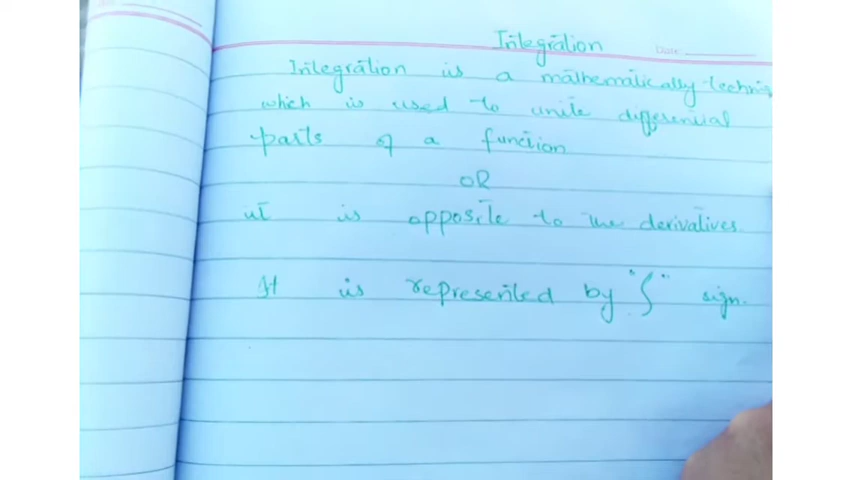 Integration
Date:
Integration is a mathematically techni
which is used to unite differential
parts of a function
OR
it is opposite to the derivatives.
It is represented by "∫" sign.